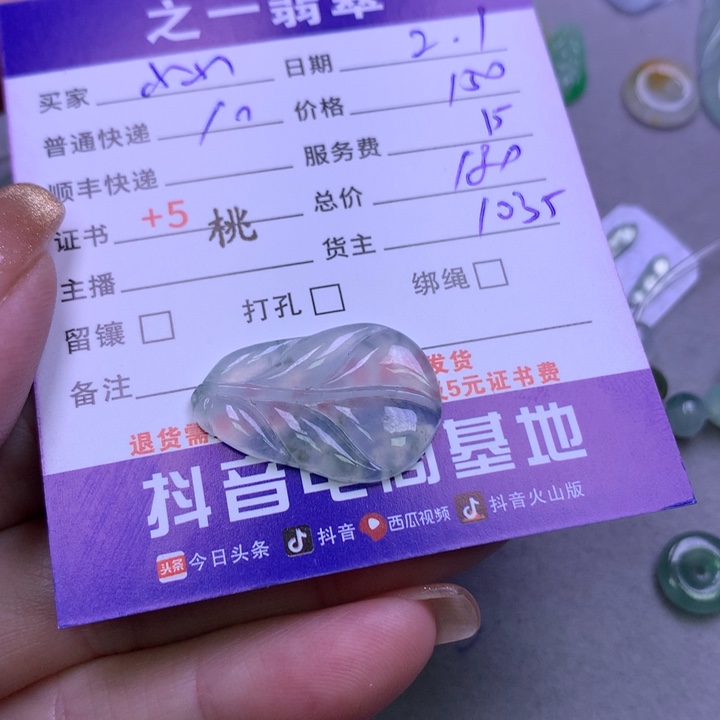 之一翡翠
买家 日期 2.1
普通快递 10 价格 150
顺丰快递 服务费 15
证书 +5 桃 总价 180
主播 货主 1035
留镶 打孔 绑绳
备注 发货
退货需 5元证书费
抖音电商基地
头条 今日头条 抖音 西瓜视频 抖音火山版